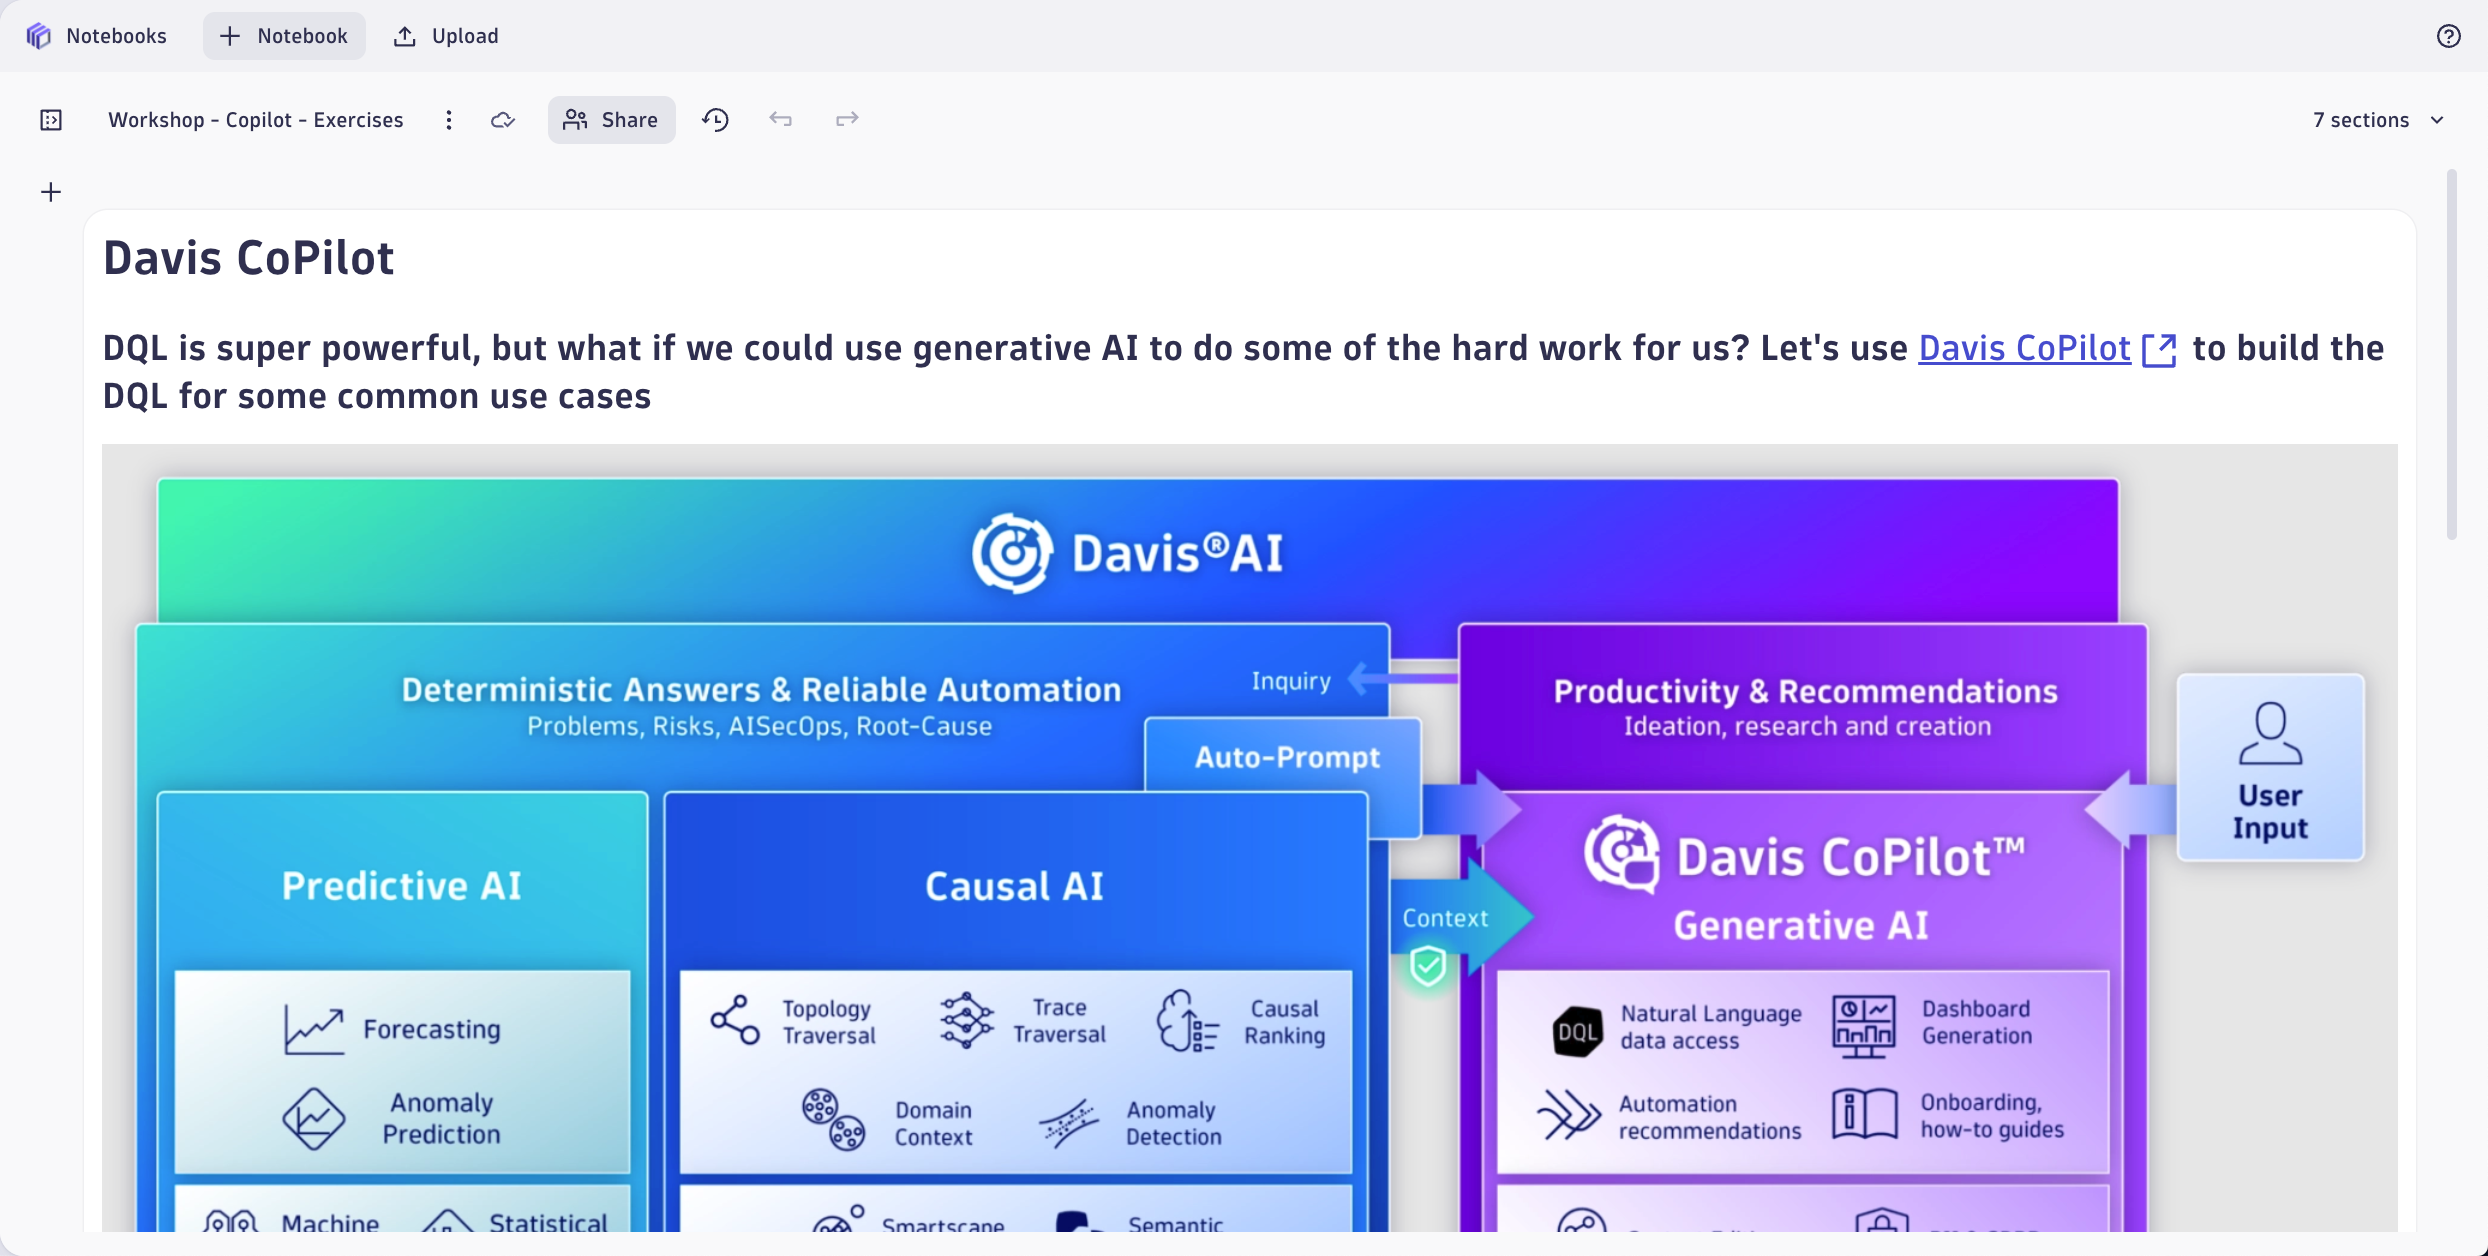 Notebooks
Notebook
Upload
Workshop - Copilot - Exercises
Share
7 sections
Davis CoPilot
DQL is super powerful, but what if we could use generative AI to do some of the hard work for us? Let's use Davis CoPilot to build the
DQL for some common use cases
Davis®AI
Deterministic Answers & Reliable Automation
Problems, Risks, AISecOps, Root-Cause
Inquiry
Auto-Prompt
Productivity & Recommendations
Ideation, research and creation
User
Input
Predictive AI
Causal AI
Context
Davis CoPilot™
Generative AI
Forecasting
Anomaly
Prediction
Topology
Traversal
Trace
Traversal
Causal
Ranking
Domain
Context
Anomaly
Detection
DQL
Natural Language
data access
Dashboard
Generation
Automation
recommendations
Onboarding,
how-to guides
Machine
Statistical
Smartscape
Semantic